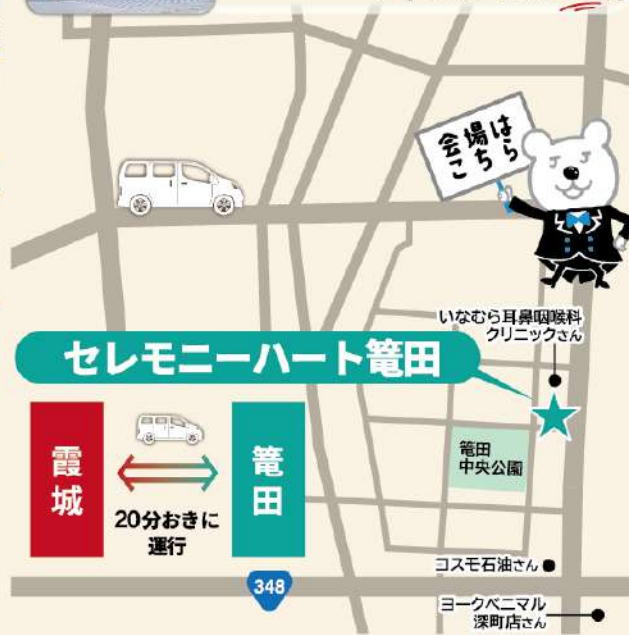 会場は
こちら
いなむら耳鼻咽喉科
クリニックさん
セレモニーハート篭田
霞城
20分おきに
運行
篭田
篭田
中央公園
コスモ石油さん
348
ヨークベニマル
深町店さん